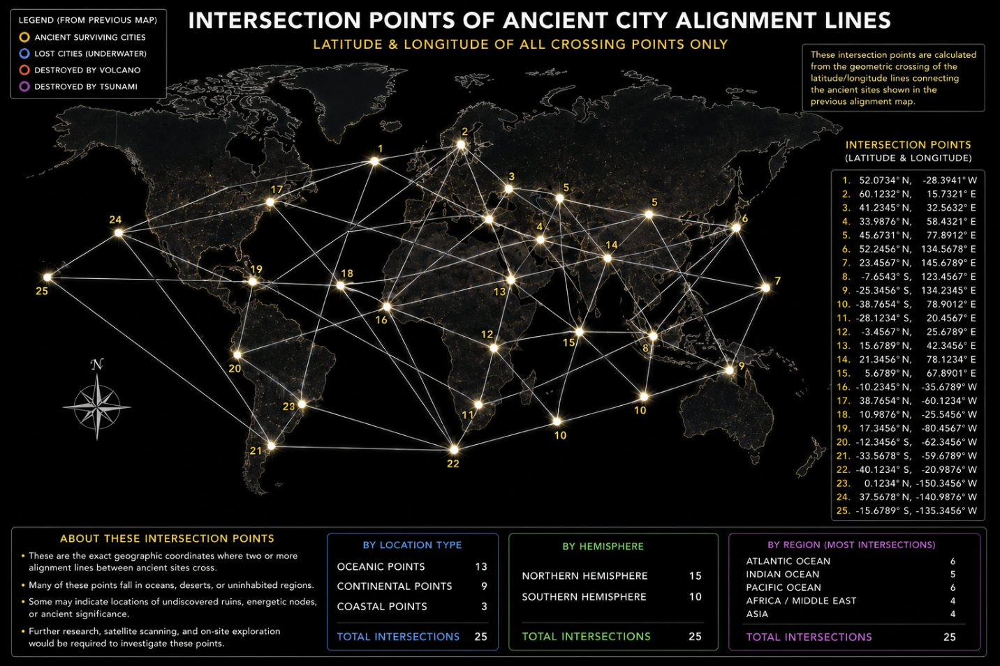 LEGEND (FROM PREVIOUS MAP)
ANCIENT SURVIVING CITIES
LOST CITIES (UNDERWATER)
DESTROYED BY VOLCANO
DESTROYED BY TSUNAMI
INTERSECTION POINTS OF ANCIENT CITY ALIGNMENT LINES
LATITUDE & LONGITUDE OF ALL CROSSING POINTS ONLY
These intersection points are calculated
from the geometric crossing of the
latitude/longitude lines connecting
the ancient sites shown in the
previous alignment map.
1
2
3
5
5
17
24
4
6
14
19
18
25
13
7
16
12
15
8
20
9
23
11
10
10
21
22
N
INTERSECTION POINTS
(LATITUDE & LONGITUDE)
1. 52.0734° N, -28.3941° W
2. 60.1232° N, 15.7321° E
3. 41.2345° N, 32.5632° E
4. 33.9876° N, 58.4321° E
5. 45.6731° N, 77.8912° E
6. 52.2456° N, 134.5678° E
7. 23.4567° N, 145.6789° E
8. -7.6543° S, 123.4567° E
9. -25.3456° S, 134.2345° E
10. -38.7654° S, 78.9012° E
11. -28.1234° S, 20.4567° E
12. -3.4567° S, 25.6789° E
13. 15.6789° N, 42.3456° E
14. 21.3456° N, 78.1234° E
15. 5.6789° N, 67.8901° E
16. -10.2345° N, -35.6789° W
17. 38.7654° N, -60.1234° W
18. 10.9876° N, -25.5456° W
19. 17.3456° N, -80.4567° W
20. -12.3456° S, -62.3456° W
21. -33.5678° S, -59.6789° W
22. -40.1234° S, -20.9876° W
23. 0.1234° N, -150.3456° W
24. 37.5678° N, -140.9876° W
25. -15.6789° S, -135.3456° W
ABOUT THESE INTERSECTION POINTS
• These are the exact geographic coordinates where two or more
alignment lines between ancient sites cross.
• Many of these points fall in oceans, deserts, or uninhabited regions.
• Some may indicate locations of undiscovered ruins, energetic nodes,
or ancient significance.
• Further research, satellite scanning, and on-site exploration
would be required to investigate these points.
BY LOCATION TYPE
OCEANIC POINTS 13
CONTINENTAL POINTS 9
COASTAL POINTS 3
TOTAL INTERSECTIONS 25
BY HEMISPHERE
NORTHERN HEMISPHERE 15
SOUTHERN HEMISPHERE 10
TOTAL INTERSECTIONS 25
BY REGION (MOST INTERSECTIONS)
ATLANTIC OCEAN 6
INDIAN OCEAN 5
PACIFIC OCEAN 6
AFRICA / MIDDLE EAST 4
ASIA 4
TOTAL INTERSECTIONS 25